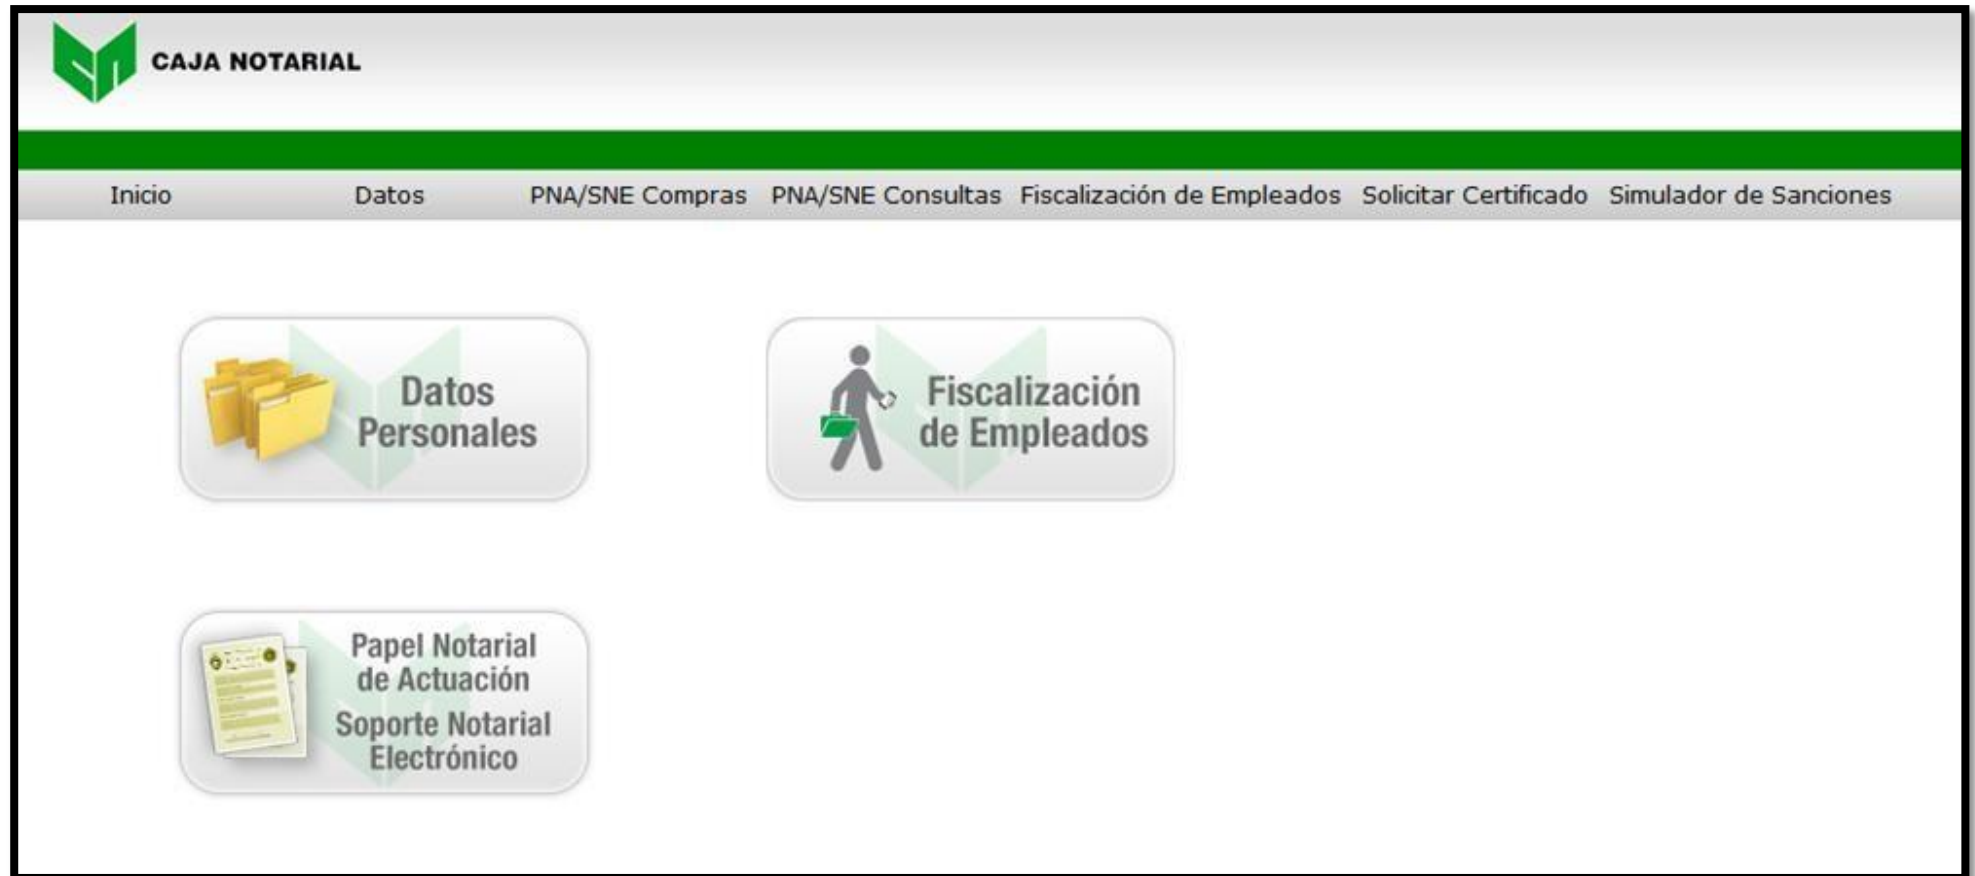 CAJA NOTARIAL
Inicio Datos PNA/SNE Compras PNA/SNE Consultas Fiscalización de Empleados Solicitar Certificado Simulador de Sanciones
Datos
Personales
Fiscalización
de Empleados
Papel Notarial
de Actuación
Soporte Notarial
Electrónico